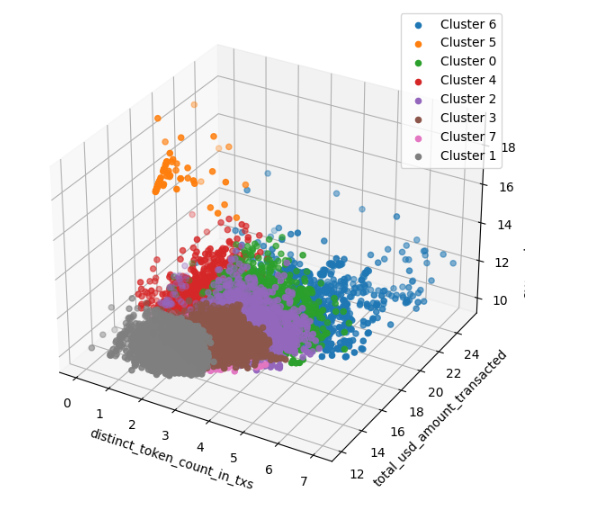 Cluster 6
Cluster 5
Cluster 0
Cluster 4
Cluster 2
Cluster 3
Cluster 7
Cluster 1
18
16
14
12
10
24
22
20
18
16
14
12
0 1 2 3 4 5 6 7
distinct_token_count_in_txs
total_usd_amount_transacted